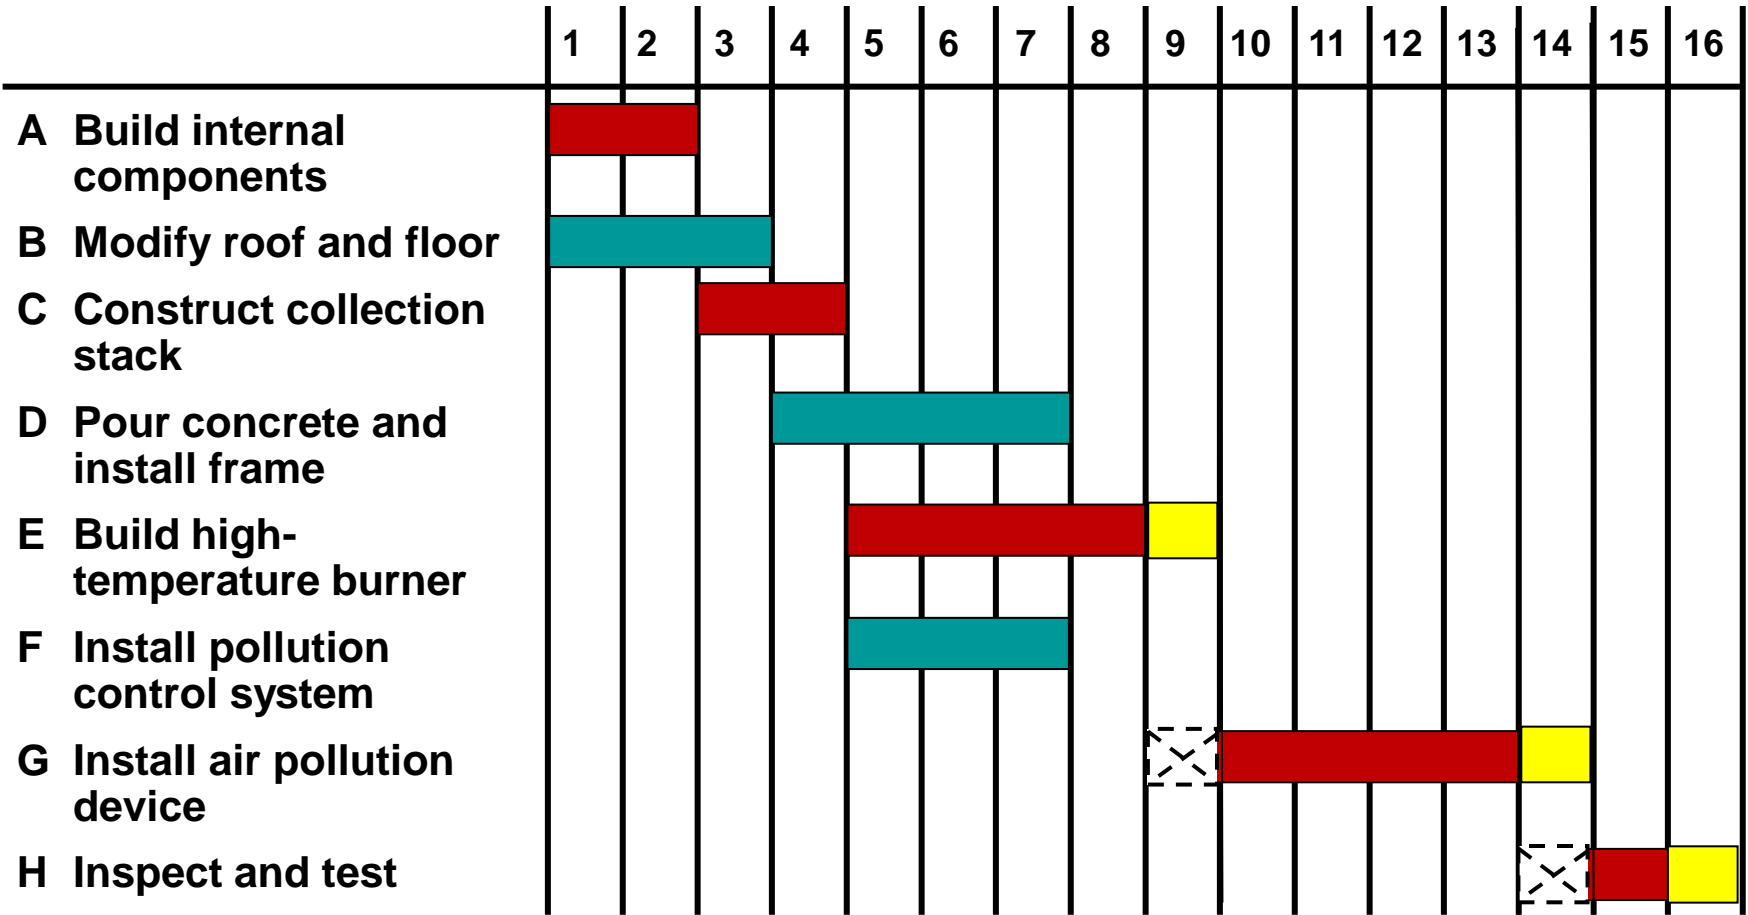 1 2 3 4 5 6 7 8 9 10 11 12 13 14 15 16
A Build internal
components
B Modify roof and floor
C Construct collection
stack
D Pour concrete and
install frame
E Build high-
temperature burner
F Install pollution
control system
G Install air pollution
device
H Inspect and test